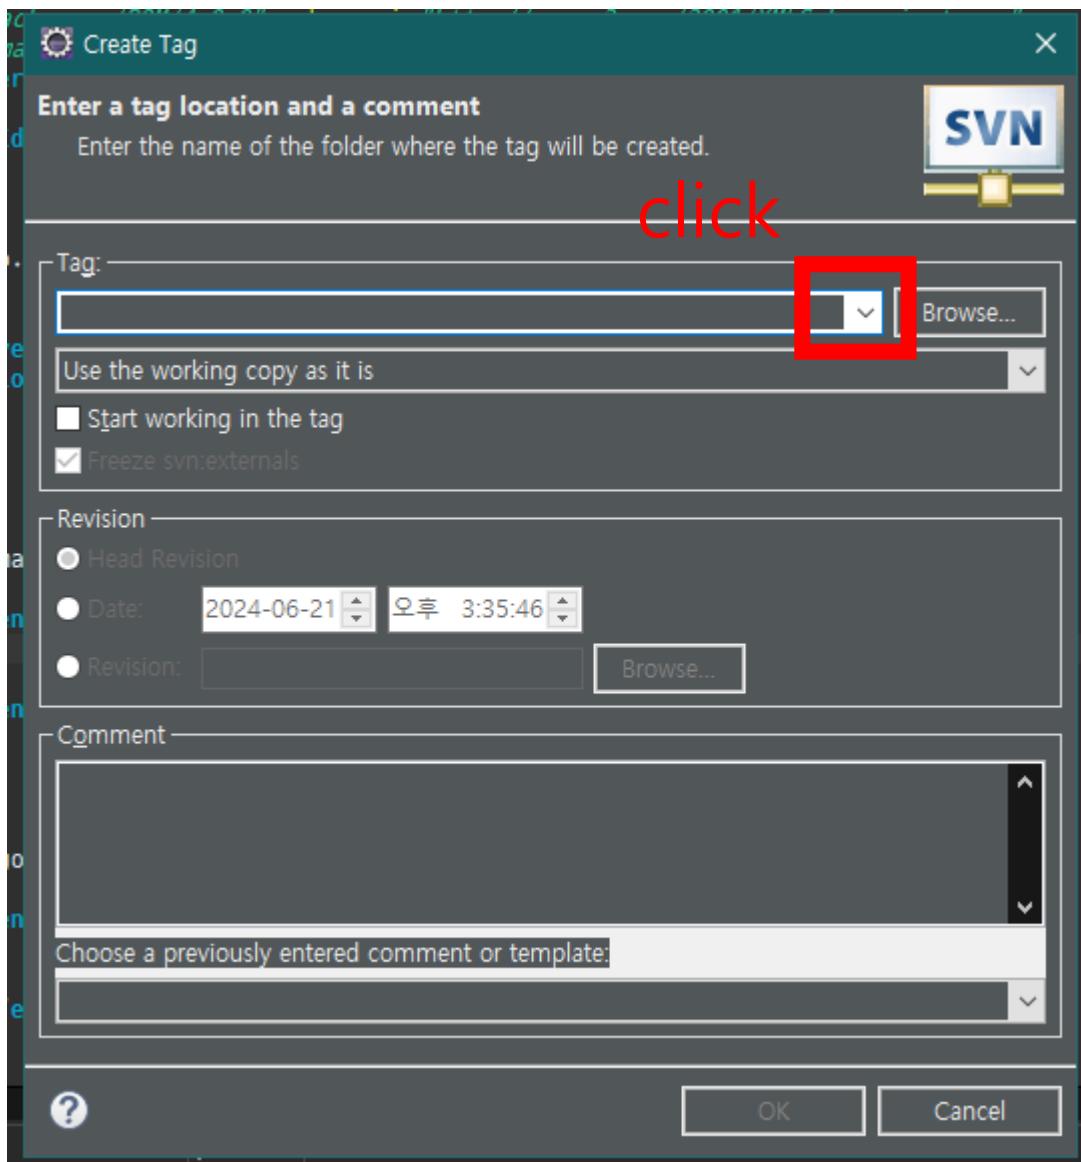 Create Tag
Enter a tag location and a comment
Enter the name of the folder where the tag will be created.
SVN
click
Tag:
Browse...
Use the working copy as it is
Start working in the tag
Freeze svn:externals
Revision
Head Revision
Date: 2024-06-21 오후 3:35:46
Revision: Browse...
Comment
Choose a previously entered comment or template:
OK Cancel